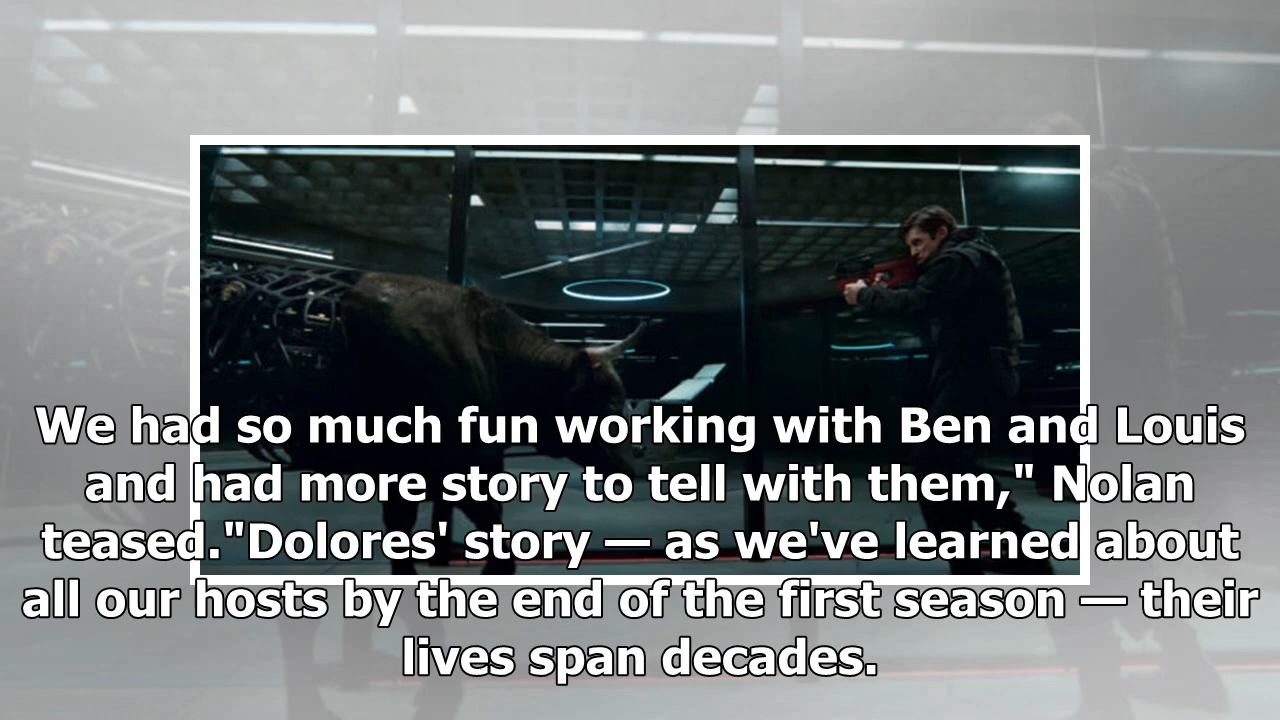 We had so much fun working with Ben and Louis
and had more story to tell with them," Nolan
teased."Dolores' story — as we've learned about
all our hosts by the end of the first season — their
lives span decades.